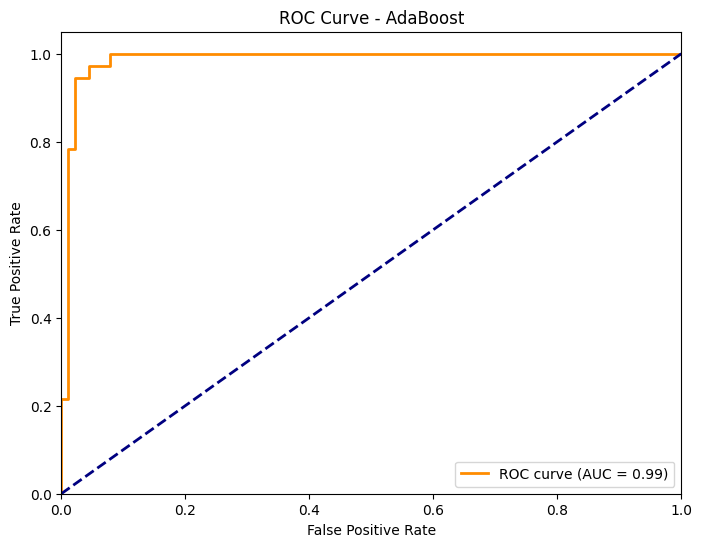 ROC Curve - AdaBoost
True Positive Rate
1.0
0.8
0.6
0.4
0.2
0.0
ROC curve (AUC = 0.99)
0.0 0.2 0.4 0.6 0.8 1.0
False Positive Rate